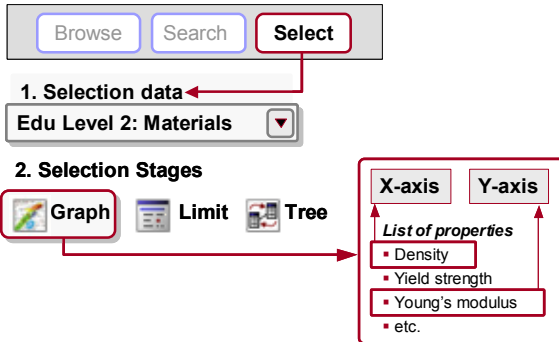 Browse Search Select
1. Selection data
Edu Level 2: Materials
2. Selection Stages
Graph Limit Tree
X-axis Y-axis
List of properties
▪ Density
▪ Yield strength
▪ Young's modulus
▪ etc.